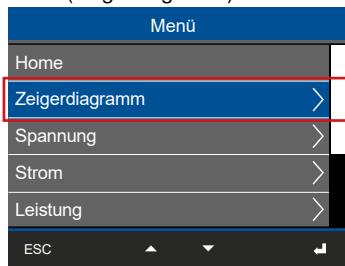 Menü
Home
Zeigerdiagramm
Spannung
Strom
Leistung
ESC